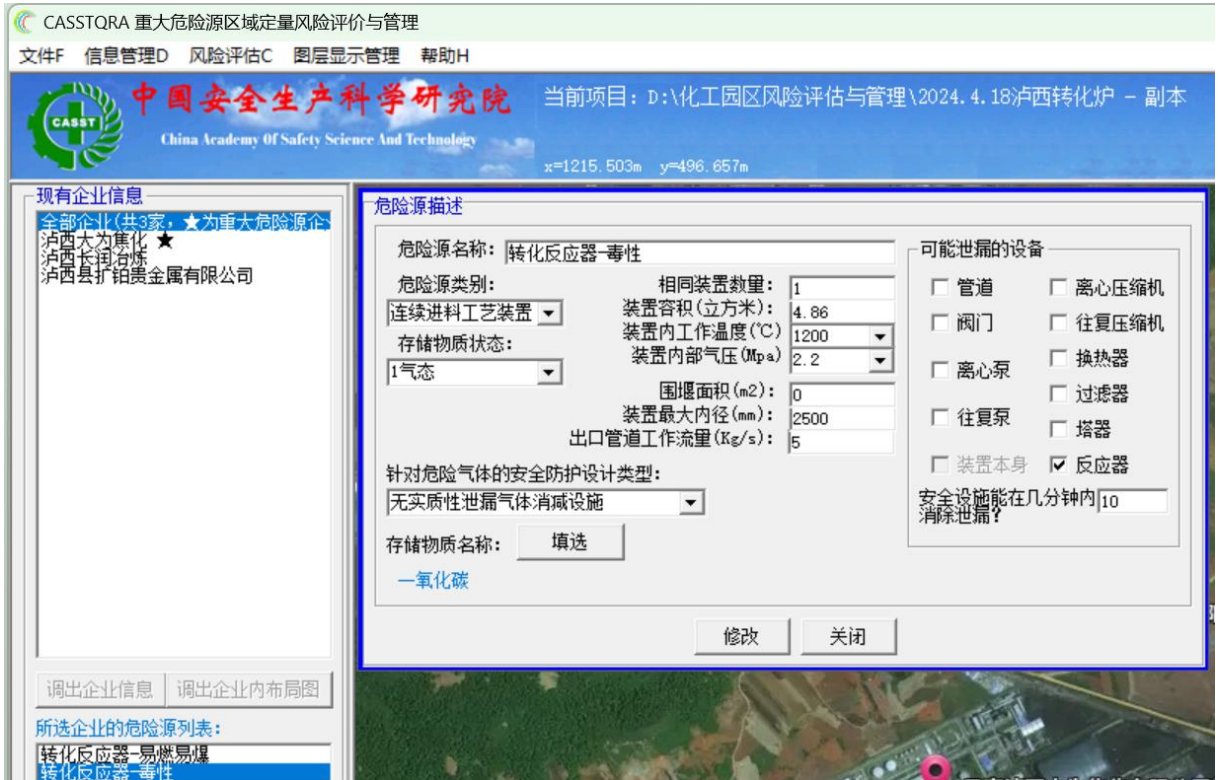 CASSTQRA 重大危险源区域定量风险评价与管理
文件F 信息管理D 风险评估C 图层显示管理 帮助H
CASST
中国安全生产科学研究院
China Academy Of Safety Science And Technology
当前项目：D:\化工园区风险评估与管理\2024.4.18泸西转化炉 - 副本
x=1215.503m y=496.657m
现有企业信息
全部企业(共3家，★为重大危险源企
泸西大为焦化 ★
泸西长润冶炼
泸西县扩铂贵金属有限公司
调出企业信息 调出企业内布局图
所选企业的危险源列表：
转化反应器-易燃易爆
转化反应器-毒性
危险源描述
危险源名称： 转化反应器-毒性
危险源类别：
连续进料工艺装置
存储物质状态：
1气态
相同装置数量： 1
装置容积(立方米)： 4.86
装置内工作温度(℃) 1200
装置内部气压(Mpa) 2.2
围堰面积(m2)： 0
装置最大内径(mm)： 2500
出口管道工作流量(Kg/s)： 5
针对危险气体的安全防护设计类型：
无实质性泄漏气体消减设施
存储物质名称： 填选
一氧化碳
可能泄漏的设备
管道 离心压缩机
阀门 往复压缩机
离心泵 换热器
过滤器
往复泵 塔器
装置本身 反应器
安全设施能在几分钟内 10
消除泄漏？
修改 关闭